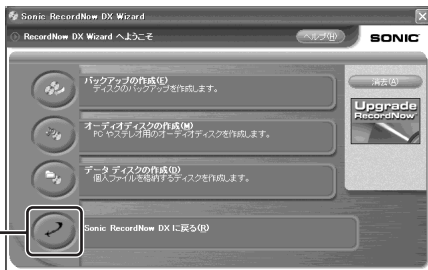 Sonic RecordNow DX Wizard
RecordNow DX Wizard へようこそ
ヘルプ(H)
SONIC
バックアップの作成(E)
ディスクのバックアップを作成します。
消去(A)
Upgrade
RecordNow
オーディオディスクの作成(M)
PC やステレオ用のオーディオディスクを作成します。
データ ディスクの作成(D)
個人ファイルを格納するディスクを作成します。
Sonic RecordNow DX に戻る(R)